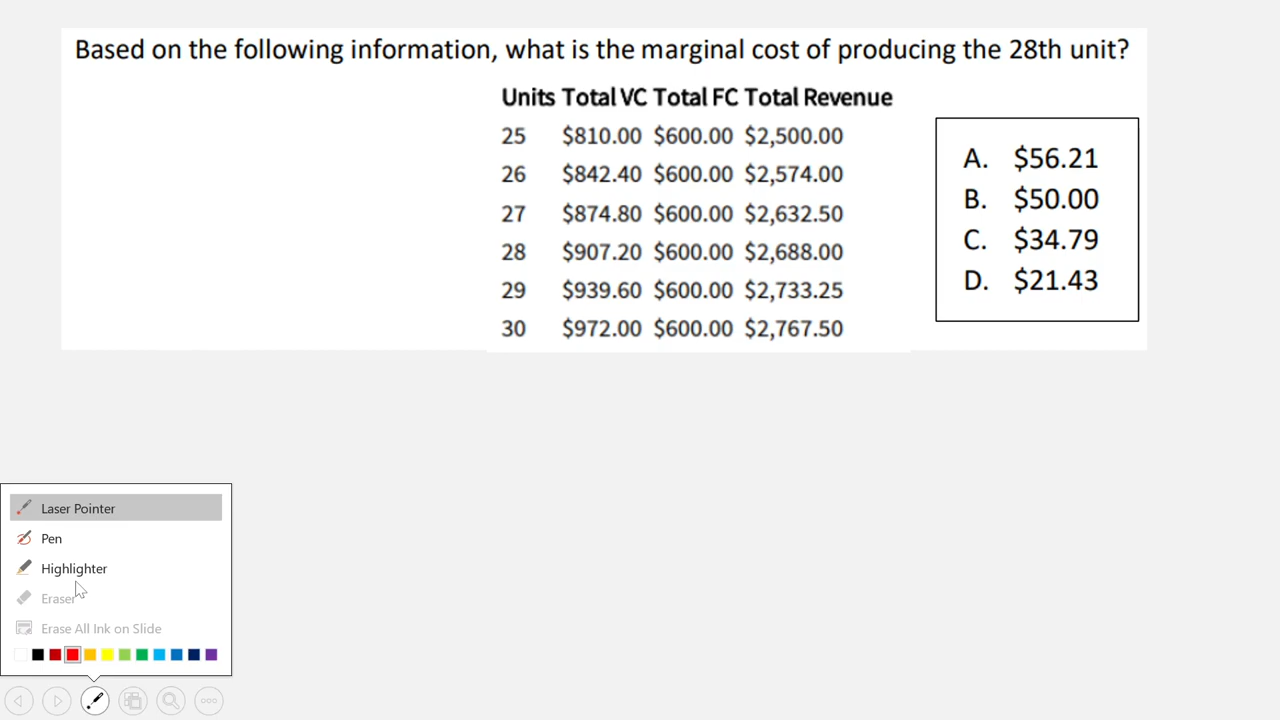 Based on the following information, what is the marginal cost of producing the 28th unit?
Units Total VC Total FC Total Revenue
25 $810.00 $600.00 $2,500.00
26 $842.40 $600.00 $2,574.00
27 $874.80 $600.00 $2,632.50
28 $907.20 $600.00 $2,688.00
29 $939.60 $600.00 $2,733.25
30 $972.00 $600.00 $2,767.50
A. $56.21
B. $50.00
C. $34.79
D. $21.43
Laser Pointer
Pen
Highlighter
Eraser
Erase All Ink on Slide